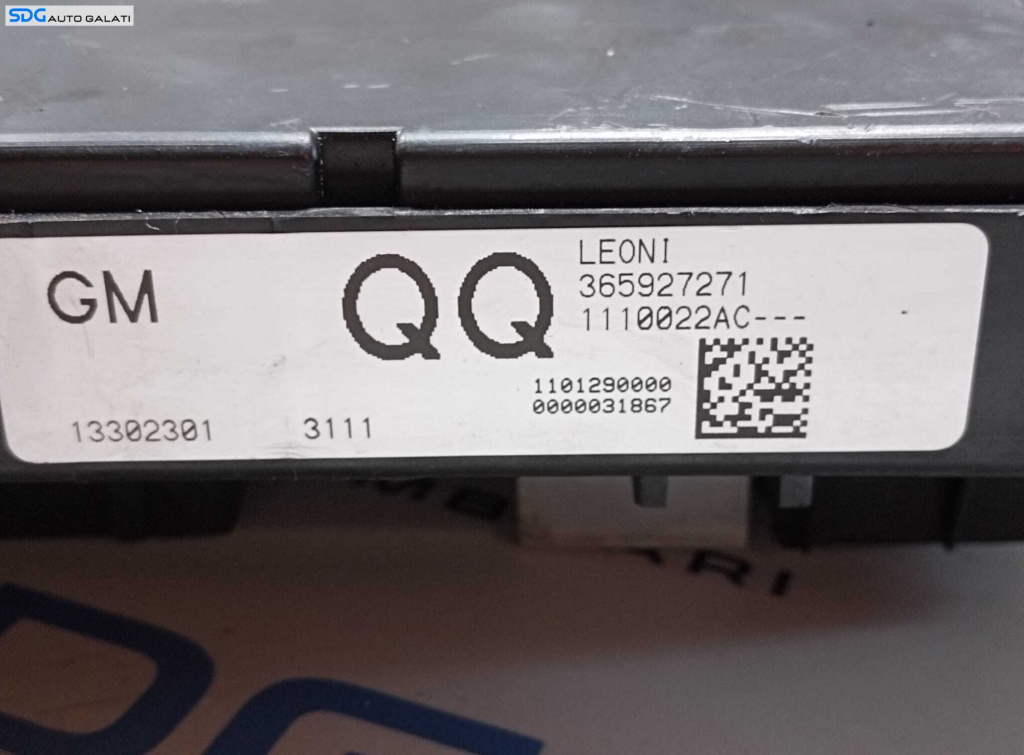 SDG AUTO GALATI
GM
QQ
LEONI
365927271
1110022AC---
1101290000
0000031867
13302301 3111